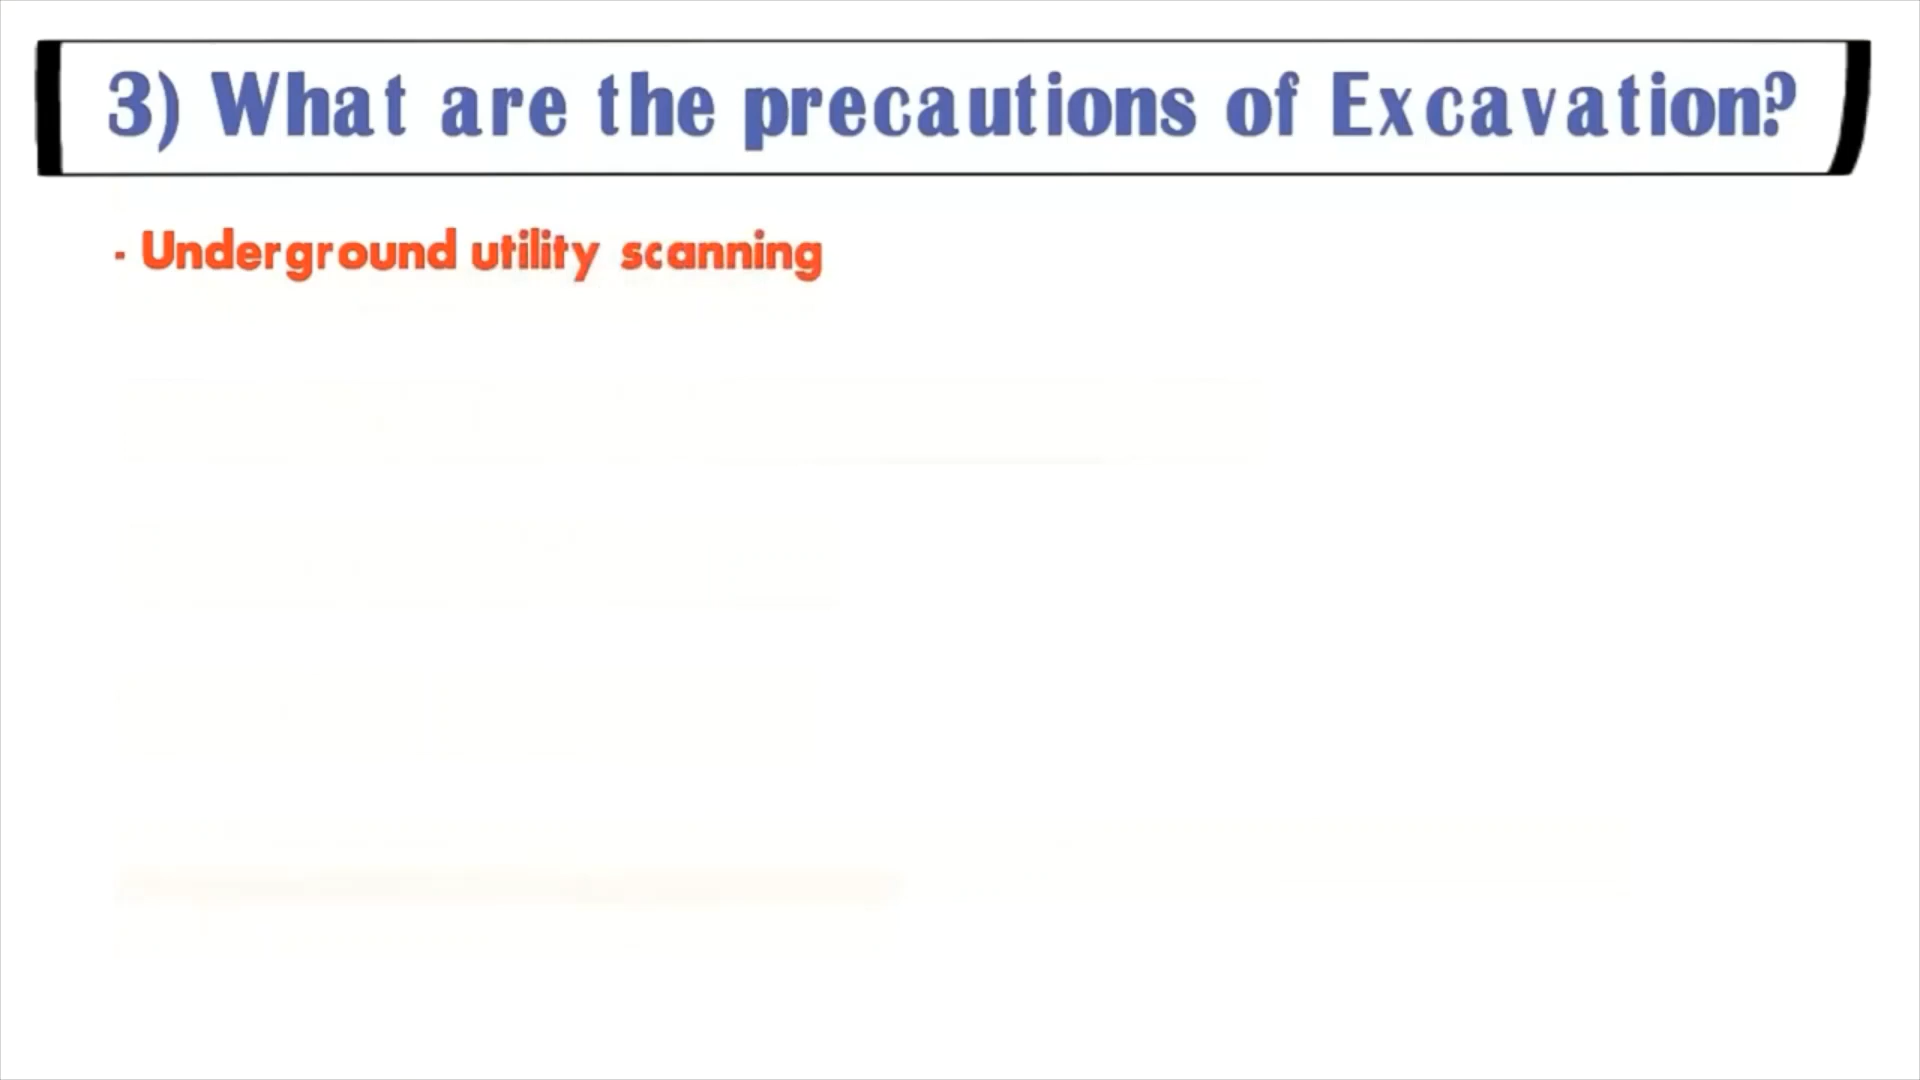 3) What are the precautions of Excavation?
- Underground utility scanning